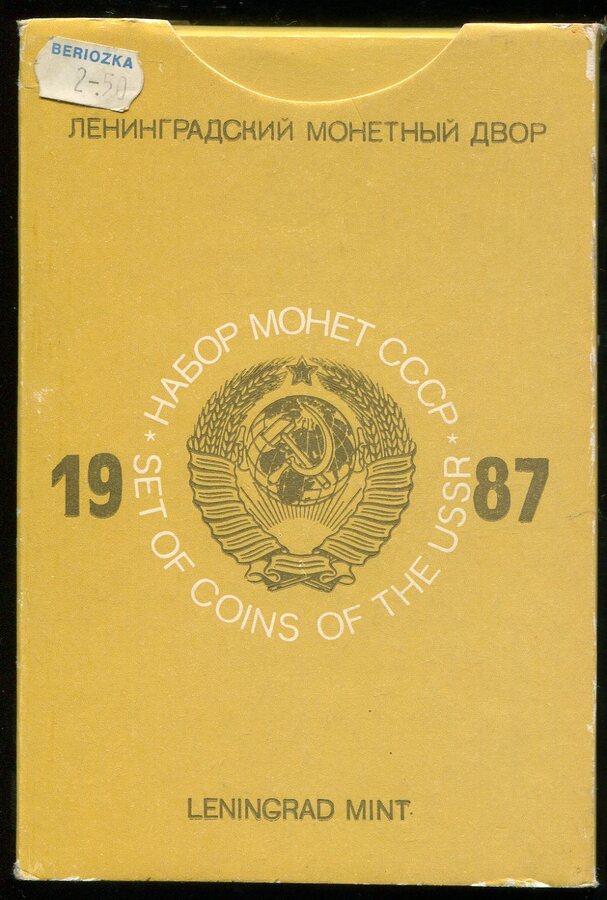 BERIOZKA
2-.50
ЛЕНИНГРАДСКИЙ МОНЕТНЫЙ ДВОР
* НАБОР МОНЕТ СССР *
19 87
SET OF COINS OF THE USSR
LENINGRAD MINT